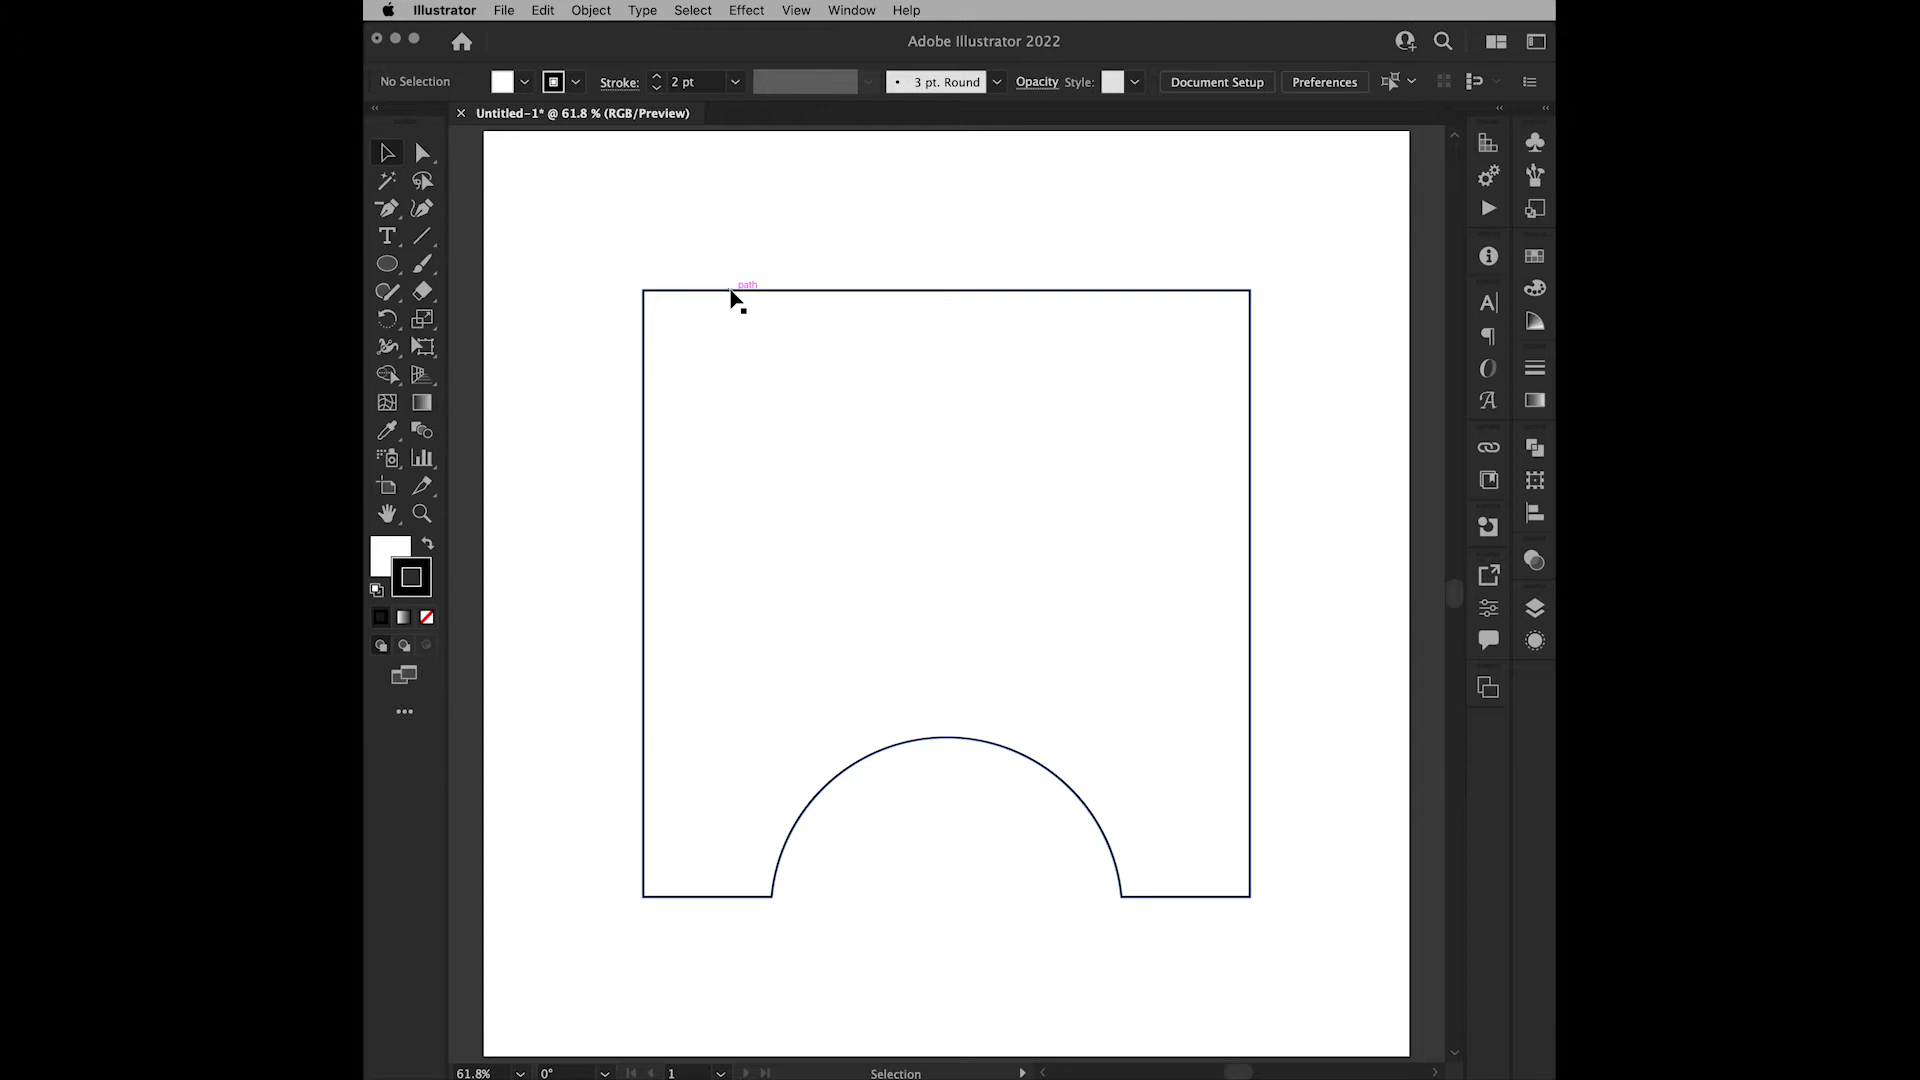 Illustrator File Edit Object Type Select Effect View Window Help
Adobe Illustrator 2022
No Selection Stroke: 2 pt 3 pt. Round Opacity Style: Document Setup Preferences
Untitled-1* @ 61.8 % (RGB/Preview)
path
61.8% 0° 1 Selection